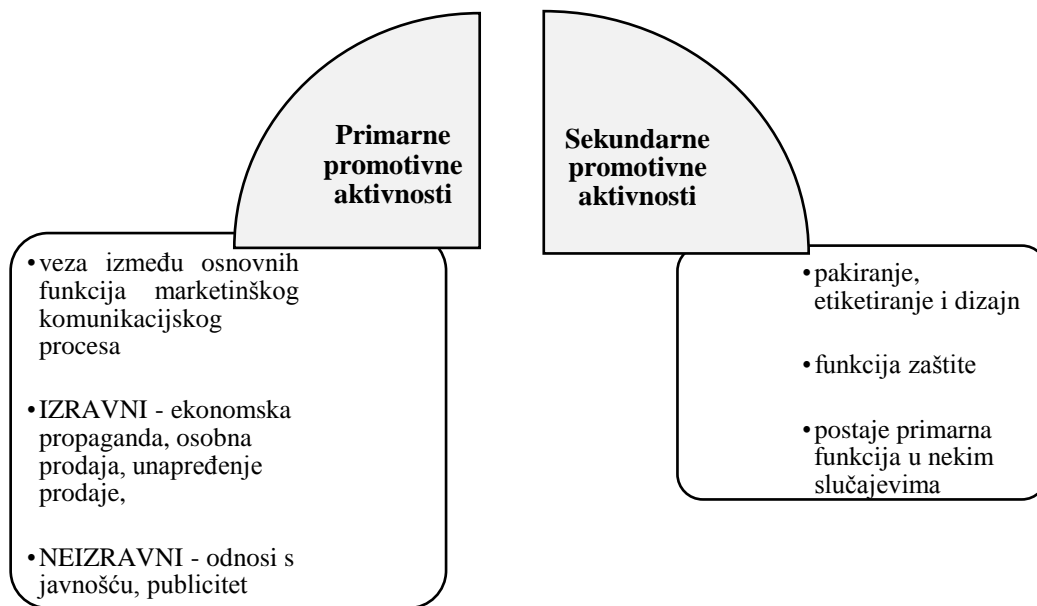 Primarne
promotivne
aktivnosti
Sekundarne
promotivne
aktivnosti
•veza između osnovnih
funkcija marketinškog
komunikacijskog
procesa
•IZRAVNI - ekonomska
propaganda, osobna
prodaja, unapređenje
prodaje,
•NEIZRAVNI - odnosi s
javnošću, publicitet
•pakiranje,
etiketiranje i dizajn
•funkcija zaštite
•postaje primarna
funkcija u nekim
slučajevima